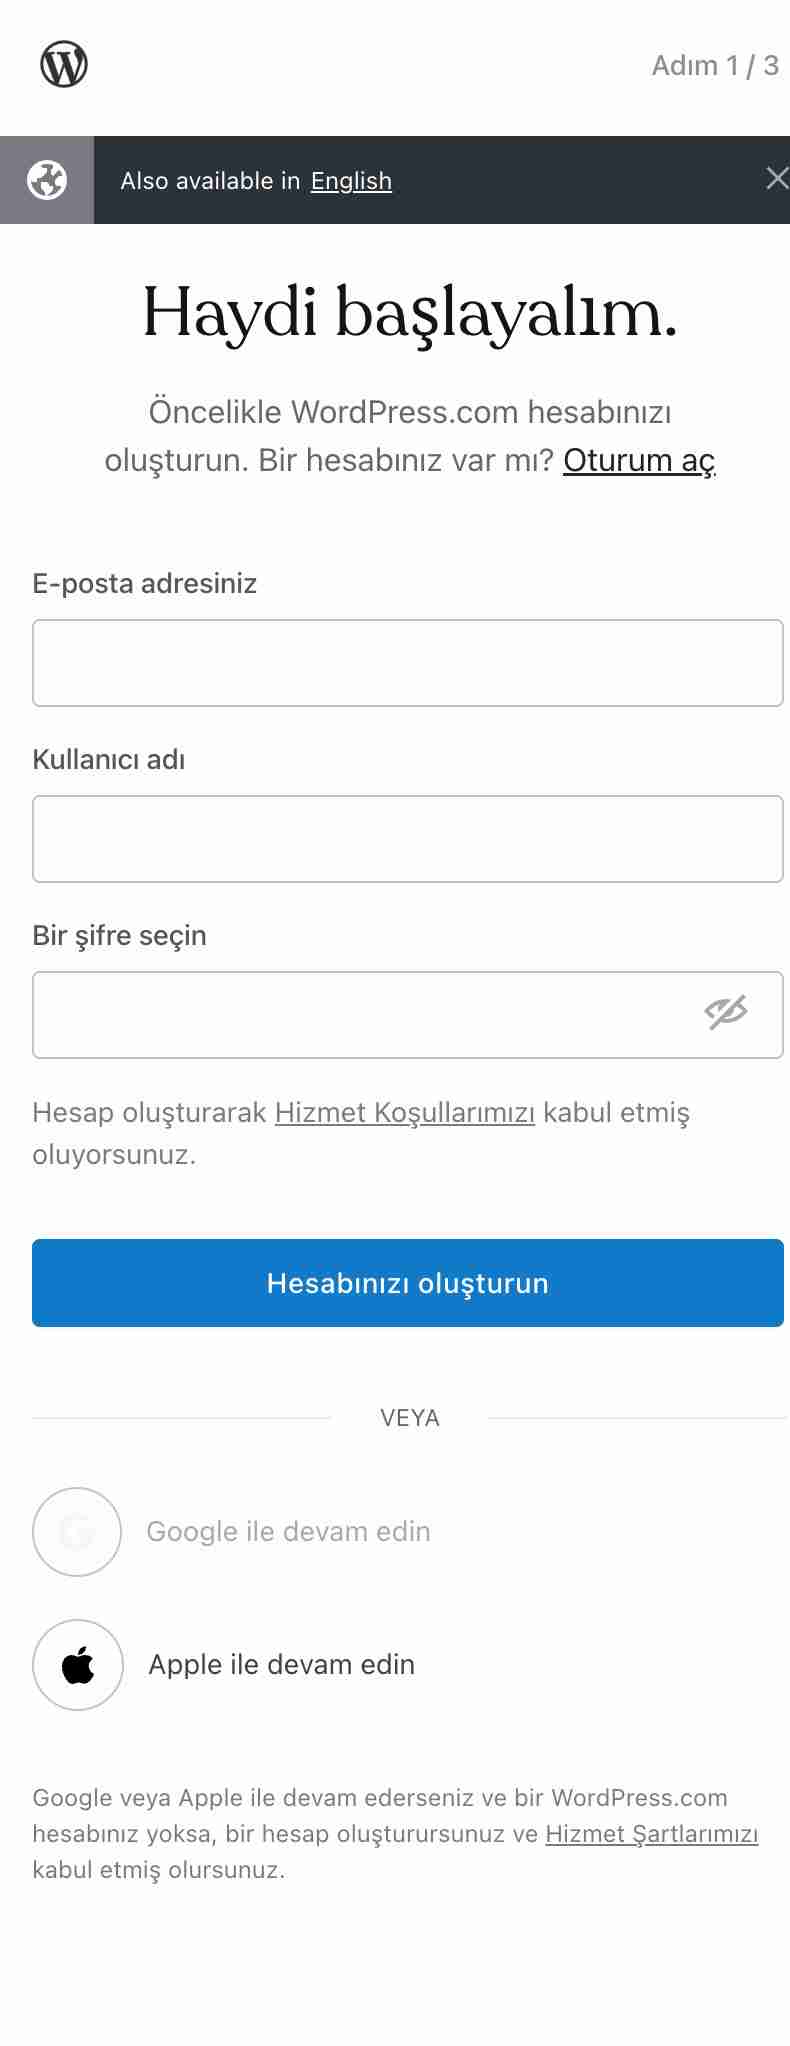 Adım 1 / 3
Also available in English
Haydi başlayalım.
Öncelikle WordPress.com hesabınızı
oluşturun. Bir hesabınız var mı? Oturum aç
E-posta adresiniz
Kullanıcı adı
Bir şifre seçin
Hesap oluşturarak Hizmet Koşullarımızı kabul etmiş
oluyorsunuz.
Hesabınızı oluşturun
VEYA
Google ile devam edin
Apple ile devam edin
Google veya Apple ile devam ederseniz ve bir WordPress.com
hesabınız yoksa, bir hesap oluşturursunuz ve Hizmet Şartlarımızı
kabul etmiş olursunuz.